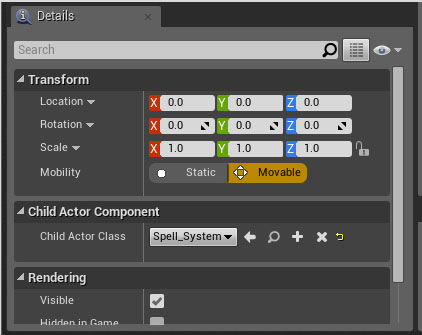 Details
Search
Transform
Location X 0.0 Y 0.0 Z 0.0
Rotation X 0.0 Y 0.0 Z 0.0
Scale X 1.0 Y 1.0 Z 1.0
Mobility Static Movable
Child Actor Component
Child Actor Class Spell_System
Rendering
Visible
Hidden in Game